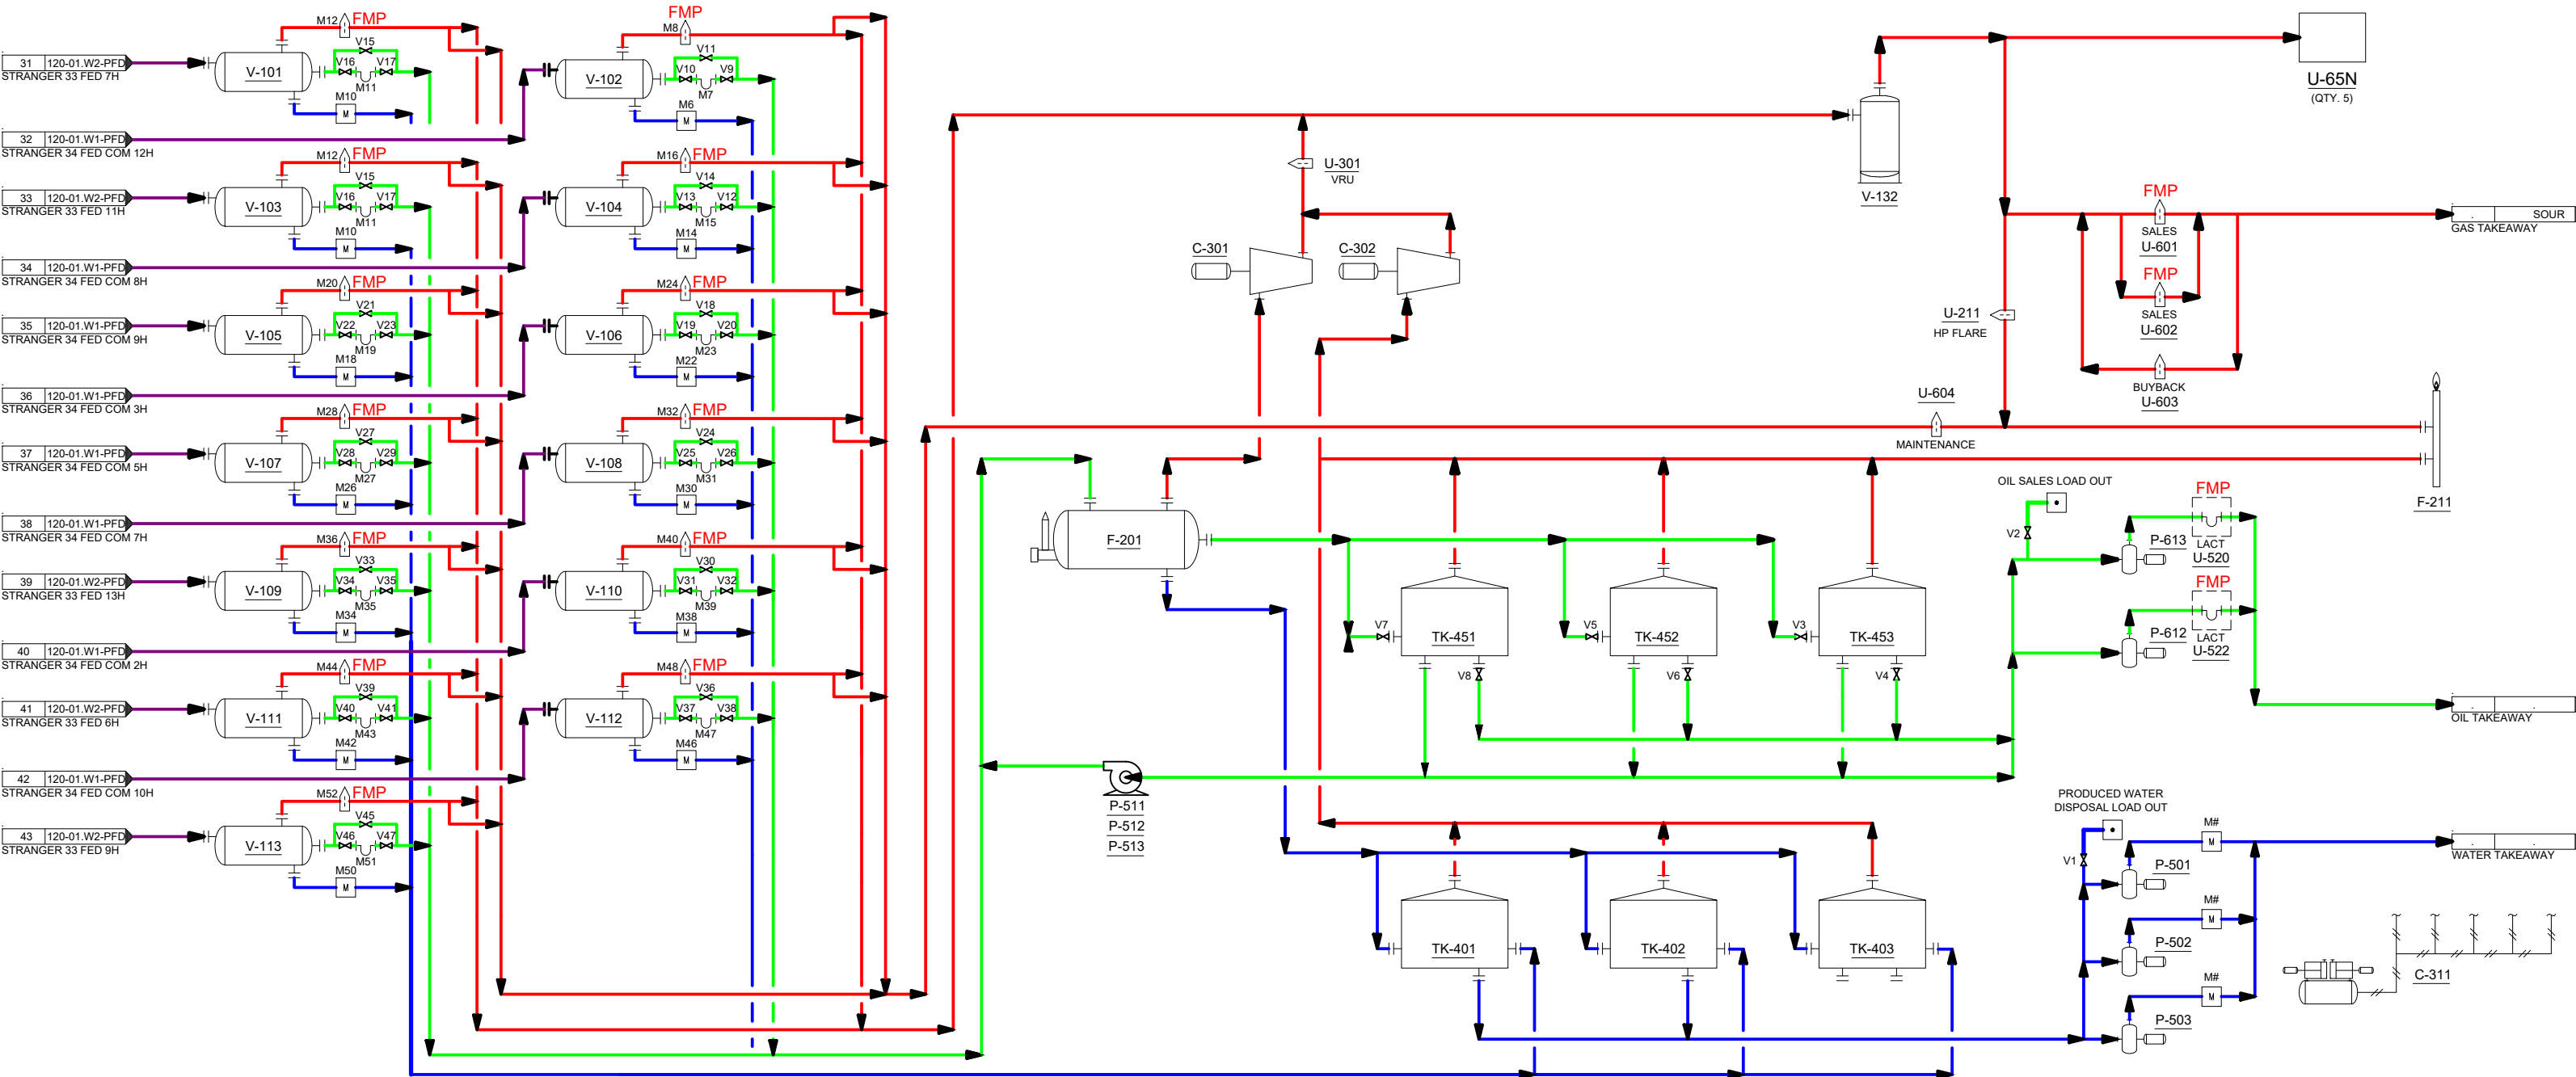 31 120-01.W2-PFD
STRANGER 33 FED 7H
M12 FMP
V15
V16 V17
M11
V-101
M10
32 120-01.W1-PFD
STRANGER 34 FED COM 12H
FMP
M8
V11
V10 V9
M7
V-102
M6
M
33 120-01.W2-PFD
STRANGER 33 FED 11H
M12 FMP
V15
V16 V17
M11
V-103
M10
M
34 120-01.W1-PFD
STRANGER 34 FED COM 8H
M16 FMP
V14
V13 V12
M15
V-104
M14
M
35 120-01.W1-PFD
STRANGER 34 FED COM 9H
M20 FMP
V21
V22 V23
M19
V-105
M18
M
36 120-01.W1-PFD
STRANGER 34 FED COM 3H
M24 FMP
V18
V19 V20
M23
V-106
M22
M
37 120-01.W1-PFD
STRANGER 34 FED COM 5H
M28 FMP
V27
V28 V29
M27
V-107
M26
M
38 120-01.W1-PFD
STRANGER 34 FED COM 7H
M32 FMP
V24
V25 V26
M31
V-108
M30
M
39 120-01.W2-PFD
STRANGER 33 FED 13H
M36 FMP
V33
V34 V35
M35
V-109
M34
M
40 120-01.W1-PFD
STRANGER 34 FED COM 2H
M40 FMP
V30
V31 V32
M39
V-110
M38
M
41 120-01.W2-PFD
STRANGER 33 FED 6H
M44 FMP
V39
V40 V41
M43
V-111
M42
M
42 120-01.W1-PFD
STRANGER 34 FED COM 10H
M48 FMP
V36
V37 V38
M47
V-112
M46
M
43 120-01.W2-PFD
STRANGER 33 FED 9H
M52 FMP
V45
V46 V47
M51
V-113
M50
M
U-301
VRU
C-301
C-302
V-132
U-65N
(QTY. 5)
FMP
SALES
U-601
FMP
SALES
U-602
BUYBACK
U-603
SOUR
GAS TAKEAWAY
U-211
HP FLARE
U-604
MAINTENANCE
F-211
F-201
V7
TK-451
V8
V5
TK-452
V6
V3
TK-453
V4
OIL SALES LOAD OUT
V2
P-613
FMP
LACT
U-520
P-612
FMP
LACT
U-522
OIL TAKEAWAY
P-511
P-512
P-513
TK-401
TK-402
TK-403
PRODUCED WATER
DISPOSAL LOAD OUT
V1
M#
M
P-501
M#
M
P-502
M#
M
P-503
WATER TAKEAWAY
C-311